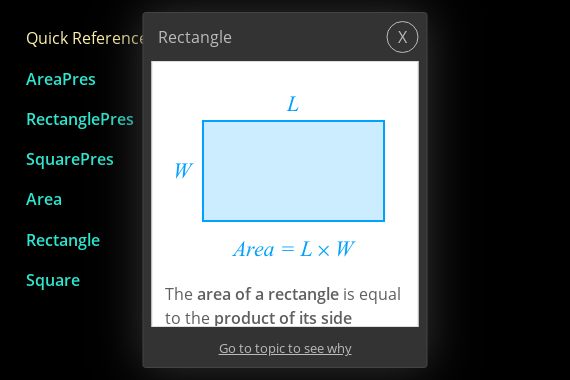 Quick Reference
AreaPres
RectanglePres
SquarePres
Area
Rectangle
Square
Rectangle
X
L
W
Area = L × W
The area of a rectangle is equal
to the product of its side
Go to topic to see why